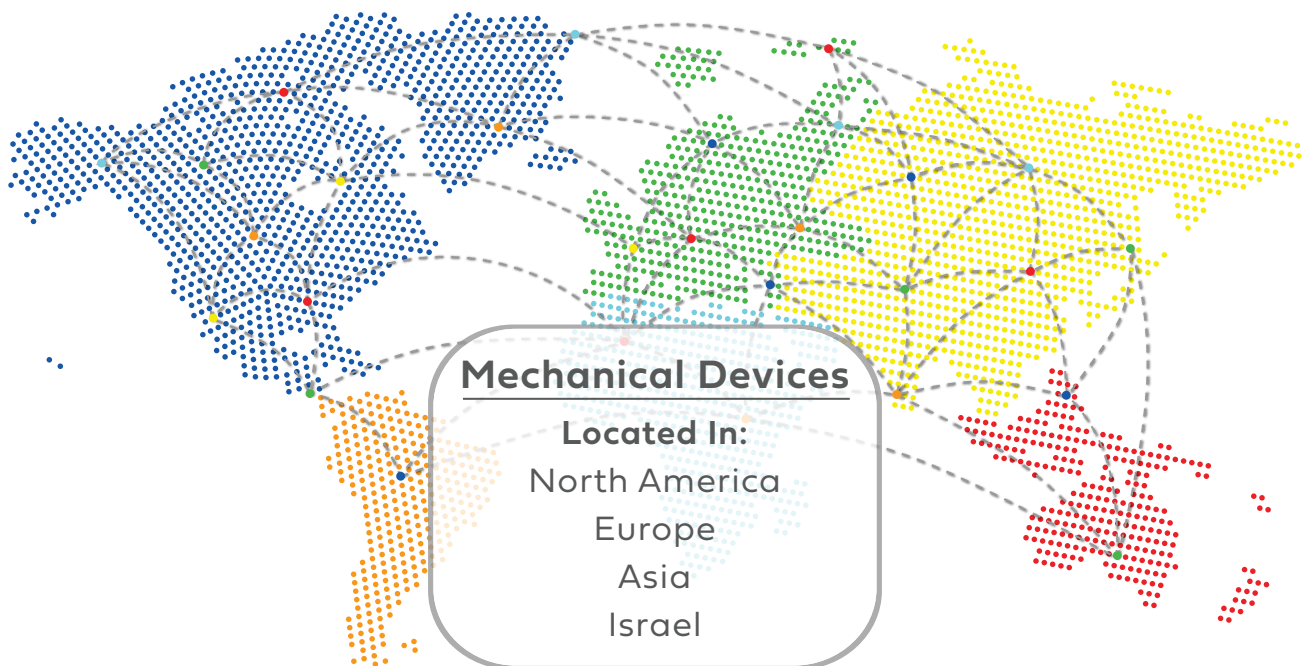 Mechanical Devices
Located In:
North America
Europe
Asia
Israel